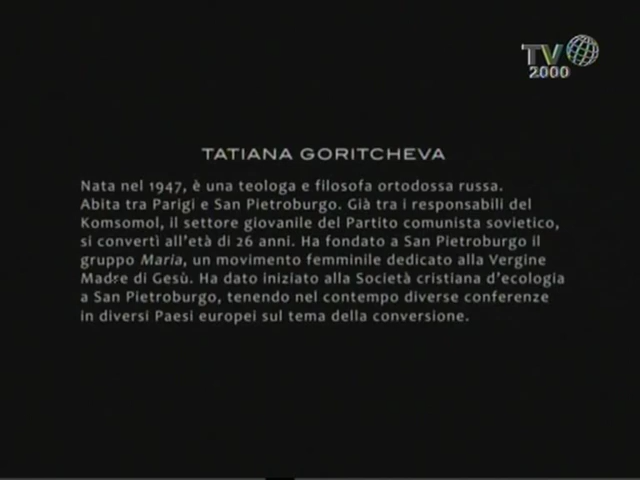 TV
2000
TATIANA GORITCHEVA
Nata nel 1947, è una teologa e filosofa ortodossa russa.
Abita tra Parigi e San Pietroburgo. Già tra i responsabili del
Komsomol, il settore giovanile del Partito comunista sovietico,
si convertì all'età di 26 anni. Ha fondato a San Pietroburgo il
gruppo Maria, un movimento femminile dedicato alla Vergine
Madre di Gesù. Ha dato iniziato alla Società cristiana d'ecologia
a San Pietroburgo, tenendo nel contempo diverse conferenze
in diversi Paesi europei sul tema della conversione.